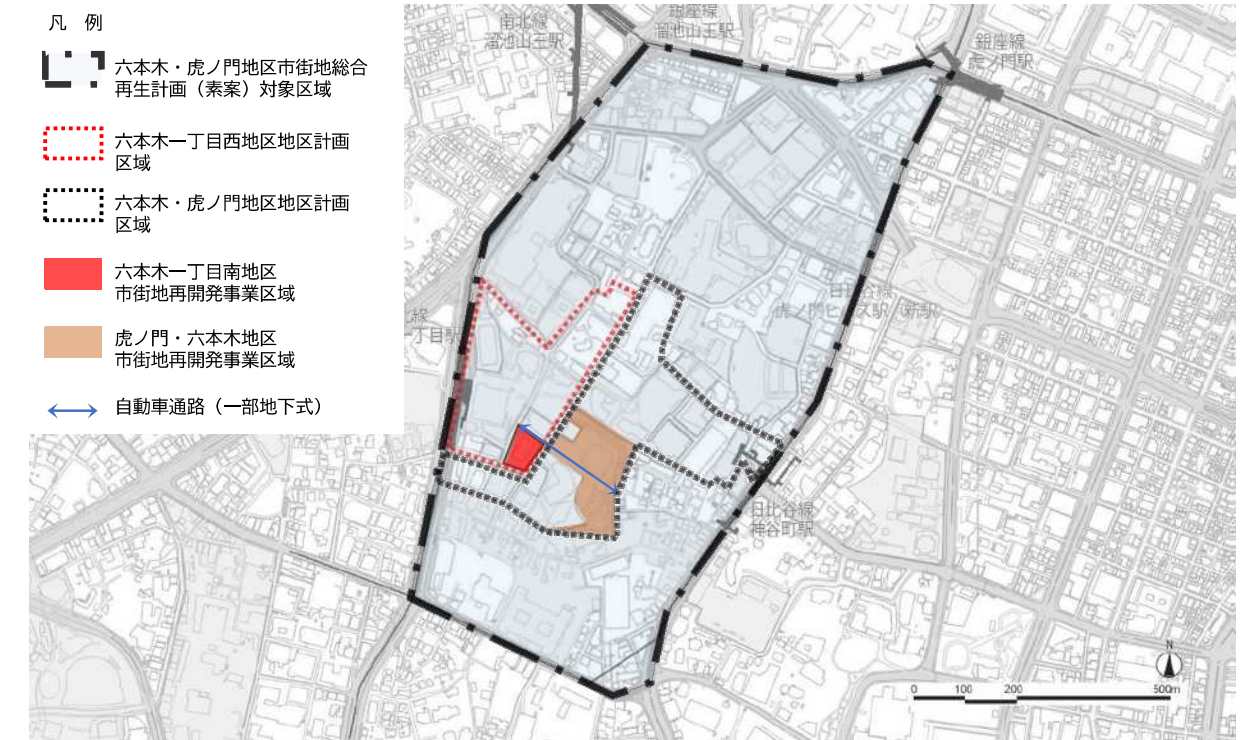 凡 例
六本木・虎ノ門地区市街地総合
再生計画（素案）対象区域
六本木一丁目西地区地区計画
区域
六本木・虎ノ門地区地区計画
区域
六本木一丁目南地区
市街地再開発事業区域
虎ノ門・六本木地区
市街地再開発事業区域
自動車通路（一部地下式）
南北線
溜池山王駅
銀座線
溜池山王駅
銀座線
虎ノ門駅
日比谷線
虎ノ門ヒルズ駅（新駅）
線
一丁目駅
日比谷線
神谷町駅
N
0 100 200 500m